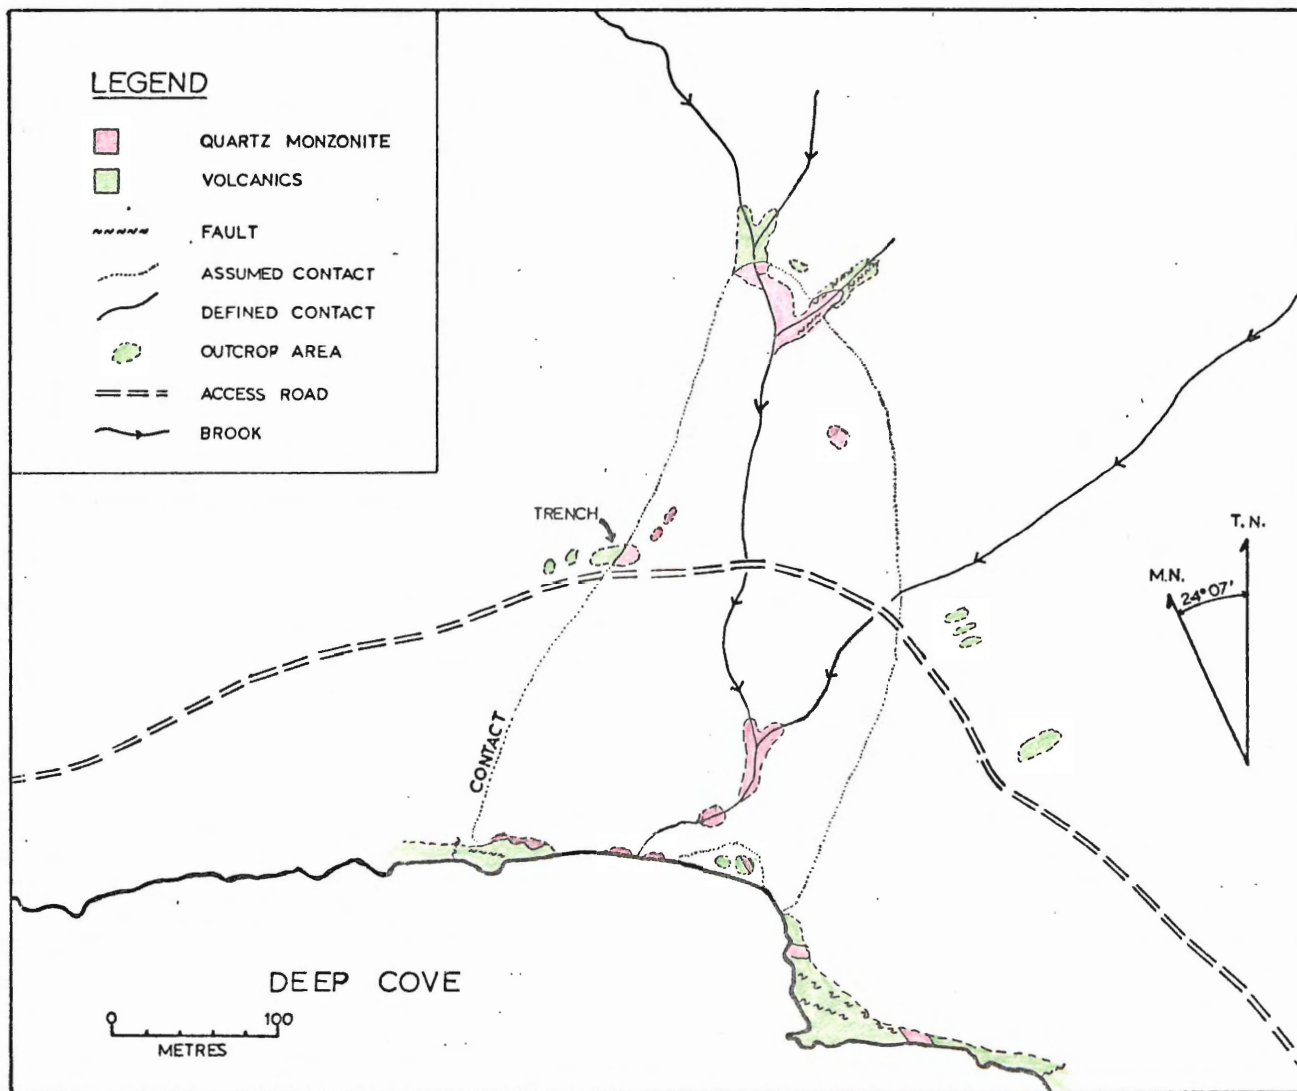 LEGEND
QUARTZ MONZONITE
VOLCANICS
FAULT
ASSUMED CONTACT
DEFINED CONTACT
OUTCROP AREA
ACCESS ROAD
BROOK
TRENCH
T.N.
M.N.
24°07'
CONTACT
DEEP COVE
0 100
METRES